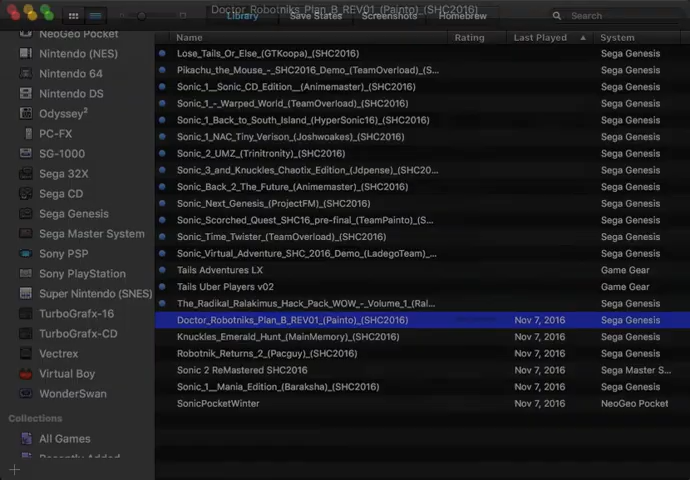 Doctor_Robotniks_Plan_B_REV01_(Painto)_(SHC2016)
Library Save States Screenshots Homebrew Search
Name Rating Last Played System
NeoGeo Pocket
Nintendo (NES)
Nintendo 64
Nintendo DS
Odyssey²
PC-FX
SG-1000
Sega 32X
Sega CD
Sega Genesis
Sega Master System
Sony PSP
Sony PlayStation
Super Nintendo (SNES)
TurboGrafx-16
TurboGrafx-CD
Vectrex
Virtual Boy
WonderSwan
Collections
All Games
Recently Added
Lose_Tails_Or_Else_(GTKoopa)_(SHC2016) Sega Genesis
Pikachu_the_Mouse_-_SHC2016_Demo_(TeamOverload)_(S... Sega Genesis
Sonic_1__Sonic_CD_Edition__(Animemaster)_(SHC2016) Sega Genesis
Sonic_1_-_Warped_World_(TeamOverload)_(SHC2016) Sega Genesis
Sonic_1_Back_to_South_Island_(HyperSonic16)_(SHC2016) Sega Genesis
Sonic_1_NAC_Tiny_Verison_(Joshwoakes)_(SHC2016) Sega Genesis
Sonic_2_UMZ_(Trinitronity)_(SHC2016) Sega Genesis
Sonic_3_and_Knuckles_Chaotix_Edition_(Jdpense)_(SHC20... Sega Genesis
Sonic_Back_2_The_Future_(Animemaster)_(SHC2016) Sega Genesis
Sonic_Next_Genesis_(ProjectFM)_(SHC2016) Sega Genesis
Sonic_Scorched_Quest_SHC16_pre-final_(TeamPainto)_(S... Sega Genesis
Sonic_Time_Twister_(TeamOverload)_(SHC2016) Sega Genesis
Sonic_Virtual_Adventure_SHC_2016_Demo_(LadegoTeam)_... Sega Genesis
Tails Adventures LX Game Gear
Tails Uber Players v02 Game Gear
The_Radikal_Ralakimus_Hack_Pack_WOW_-_Volume_1_(Ral... Sega Genesis
Doctor_Robotniks_Plan_B_REV01_(Painto)_(SHC2016) Nov 7, 2016 Sega Genesis
Knuckles_Emerald_Hunt_(MainMemory)_(SHC2016) Nov 7, 2016 Sega Genesis
Robotnik_Returns_2_(Pacguy)_(SHC2016) Nov 7, 2016 Sega Genesis
Sonic 2 ReMastered SHC2016 Nov 7, 2016 Sega Master S...
Sonic_1__Mania_Edition_(Baraksha)_(SHC2016) Nov 7, 2016 Sega Genesis
SonicPocketWinter Nov 7, 2016 NeoGeo Pocket